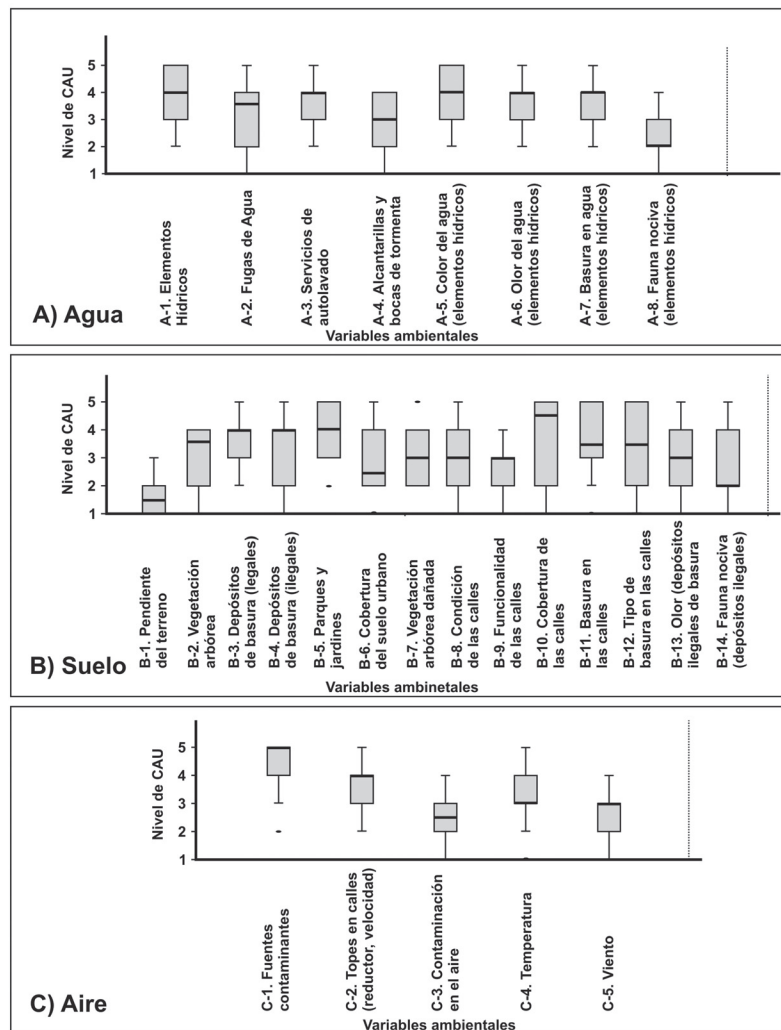 Nivel de CAU
5
4
3
2
1
A-1. Elementos
Hídricos
A-2. Fugas de Agua
A-3. Servicios de
autolavado
A-4. Alcantarillas y
bocas de tormenta
A-5. Color del agua
(elementos hídricos)
A-6. Olor del agua
(elementos hídricos)
A-7. Basura en agua
(elementos hídricos)
A-8. Fauna nociva
(elementos hídricos)
A) Agua
Variables ambientales
Nivel de CAU
5
4
3
2
1
B-1. Pendiente
del terreno
B-2. Vegetación
arbórea
B-3. Depósitos
de basura (legales)
B-4. Depósitos
de basura (ilegales)
B-5. Parques y
jardines
B-6. Cobertura
del suelo urbano
B-7. Vegetación
arbórea dañada
B-8. Condición
de las calles
B-9. Funcionalidad
de las calles
B-10. Cobertura de
las calles
B-11. Basura en
las calles
B-12. Tipo de
basura en las calles
B-13. Olor (depósitos
ilegales de basura
B-14. Fauna nociva
(depósitos ilegales)
B) Suelo
Variables ambinetales
Nivel de CAU
5
4
3
2
1
C-1. Fuentes
contaminantes
C-2. Topes en calles
(reductor, velocidad)
C-3. Contaminación
en el aire
C-4. Temperatura
C-5. Viento
C) Aire
Variables ambientales